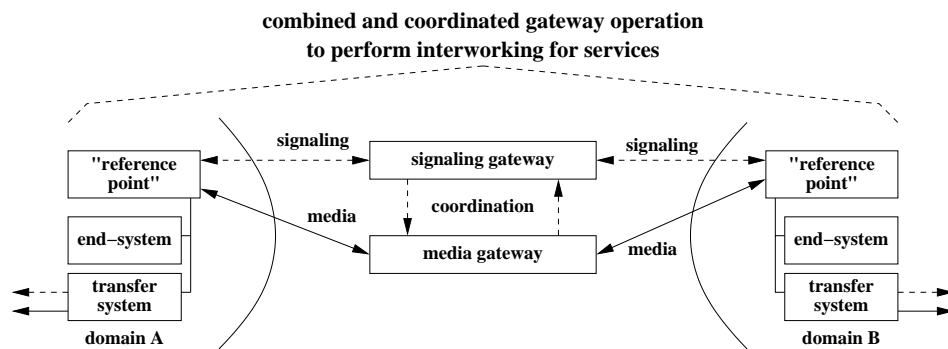 combined and coordinated gateway operation
to perform interworking for services
signaling
signaling gateway
signaling
"reference
point"
"reference
point"
coordination
media
media
end−system
media gateway
end−system
transfer
system
transfer
system
domain A
domain B